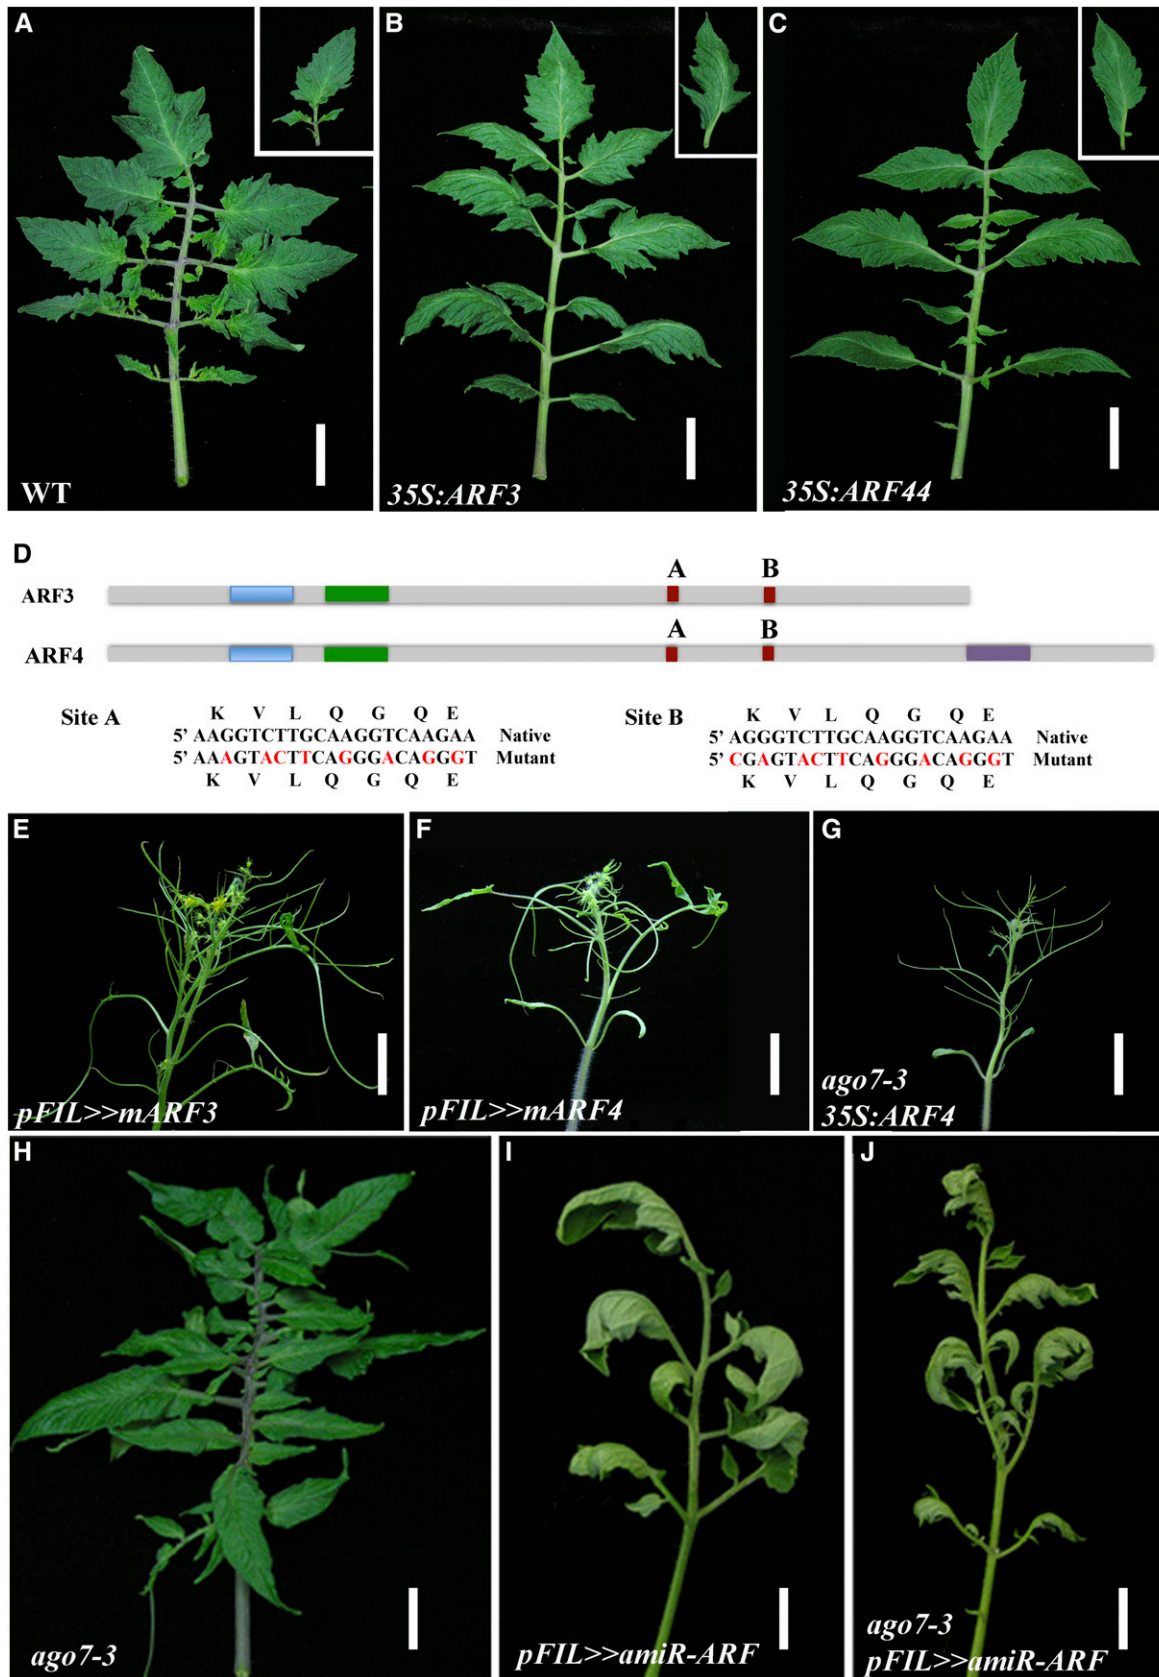 A
B
C
WT
35S:ARF3
35S:ARF44
D
A B
ARF3
A B
ARF4
Site A
K V L Q G Q E
5' AAGGTCTTGCAAGGTCAAGAA Native
5' AAAGTACTTCAGGGACAGGGT Mutant
K V L Q G Q E
Site B
K V L Q G Q E
5' AGGGTCTTGCAAGGTCAAGAA Native
5' CGAGTACTTCAGGGACAGGGT Mutant
K V L Q G Q E
E
F
G
pFIL>>mARF3
pFIL>>mARF4
ago7-3
35S:ARF4
H
I
J
ago7-3
pFIL>>amiR-ARF
ago7-3
pFIL>>amiR-ARF